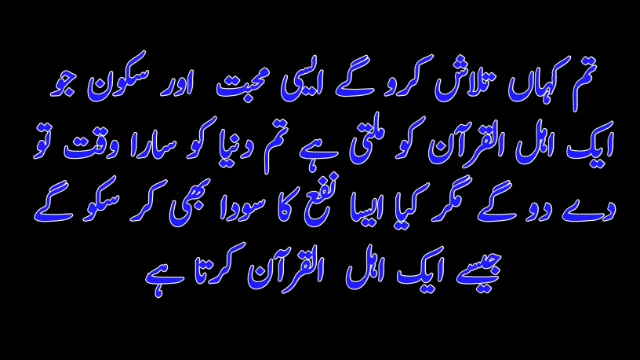 تم کہاں تلاش کرو گے ایسی محبت اور سکون جو
ایک اہل القرآن کو ملتی ہے تم دنیا کو سارا وقت تو
دے دو گے مگر کیا ایسا نفع کا سودا بھی کر سکو گے
جیسے ایک اہل القرآن کرتا ہے